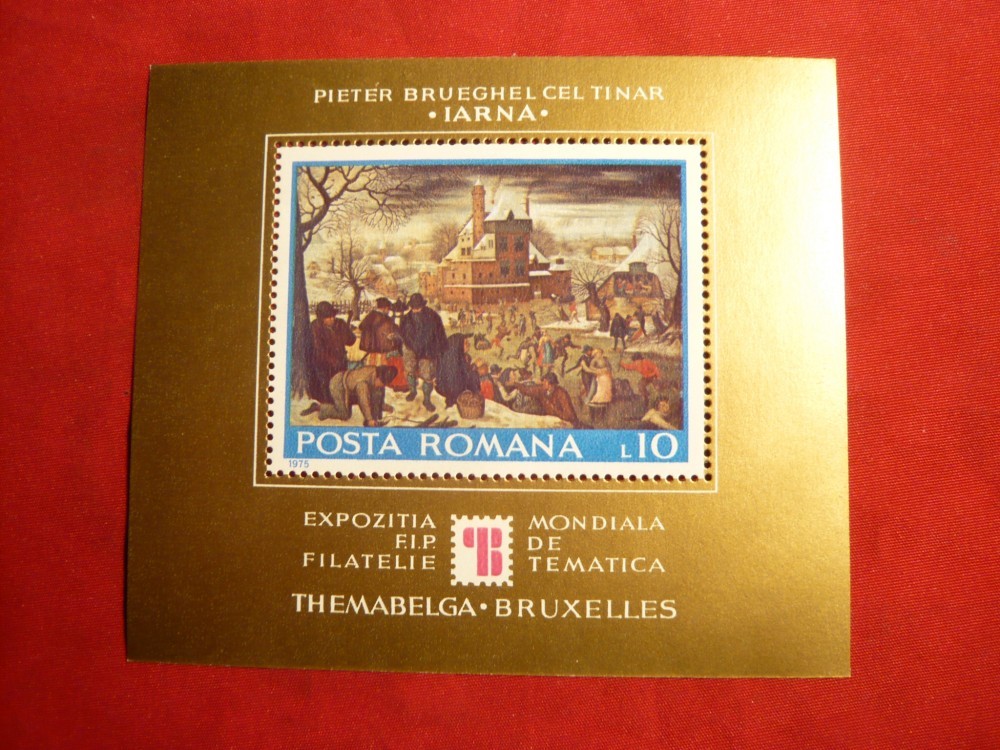 PIETER BRUEGHEL CEL TINAR
• IARNA •
POSTA ROMANA L10
1975
EXPOZITIA MONDIALA
F.I.P. DE
FILATELIE TEMATICA
THEMABELGA • BRUXELLES